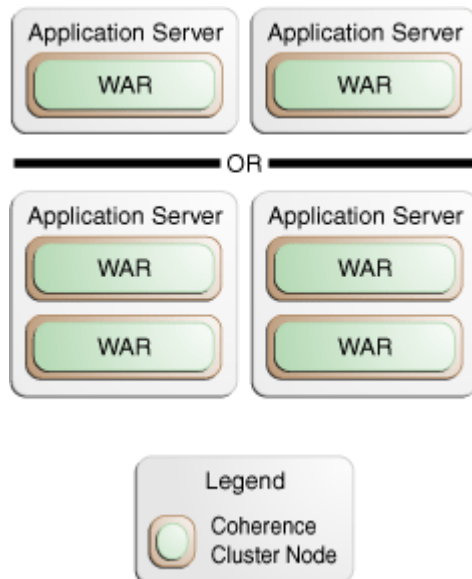 Application Server
Application Server
WAR
WAR
OR
Application Server
Application Server
WAR
WAR
WAR
WAR
Legend
Coherence
Cluster Node